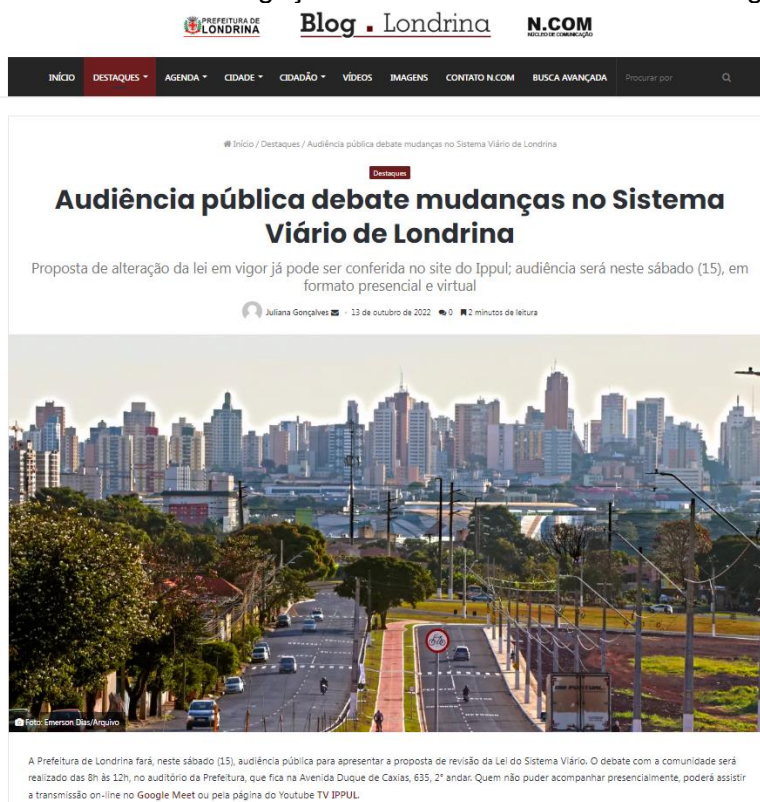 PREFEITURA DE
LONDRINA
Blog . Londrina
N.COM
NÚCLEO DE COMUNICAÇÃO
INÍCIO DESTAQUES AGENDA CIDADE CIDADÃO VÍDEOS IMAGENS CONTATO N.COM BUSCA AVANÇADA Procurar por
Início / Destaques / Audiência pública debate mudanças no Sistema Viário de Londrina
Destaques
Audiência pública debate mudanças no Sistema
Viário de Londrina
Proposta de alteração da lei em vigor já pode ser conferida no site do Ippul; audiência será neste sábado (15), em
formato presencial e virtual
Juliana Gonçalves · 13 de outubro de 2022 0 2 minutos de leitura
Foto: Emerson Dias/Arquivo
A Prefeitura de Londrina fará, neste sábado (15), audiência pública para apresentar a proposta de revisão da Lei do Sistema Viário. O debate com a comunidade será
realizado das 8h às 12h, no auditório da Prefeitura, que fica na Avenida Duque de Caxias, 635, 2° andar. Quem não puder acompanhar presencialmente, poderá assistir
a transmissão on-line no Google Meet ou pela página do Youtube TV IPPUL.